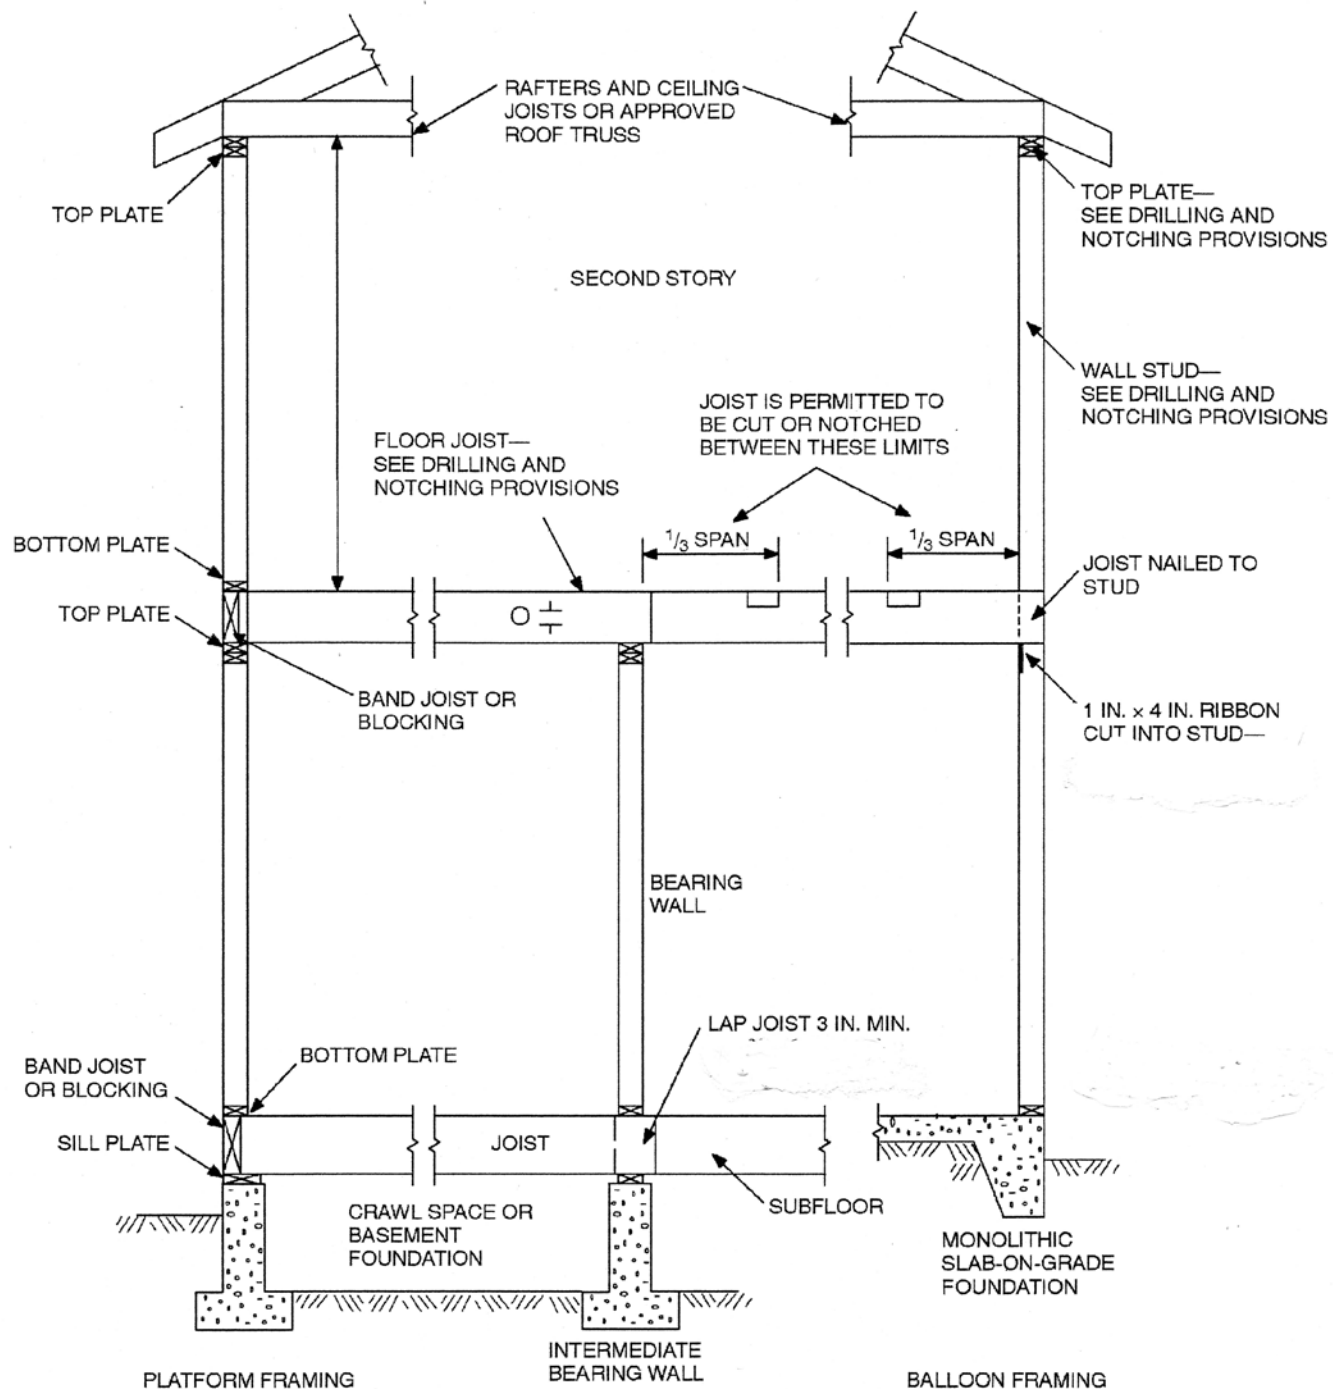 RAFTERS AND CEILING
JOISTS OR APPROVED
ROOF TRUSS
TOP PLATE
TOP PLATE—
SEE DRILLING AND
NOTCHING PROVISIONS
SECOND STORY
WALL STUD—
SEE DRILLING AND
NOTCHING PROVISIONS
JOIST IS PERMITTED TO
BE CUT OR NOTCHED
BETWEEN THESE LIMITS
FLOOR JOIST—
SEE DRILLING AND
NOTCHING PROVISIONS
1/3 SPAN
1/3 SPAN
BOTTOM PLATE
JOIST NAILED TO
STUD
TOP PLATE
BAND JOIST OR
BLOCKING
1 IN. × 4 IN. RIBBON
CUT INTO STUD—
BEARING
WALL
LAP JOIST 3 IN. MIN.
BOTTOM PLATE
BAND JOIST
OR BLOCKING
SILL PLATE
JOIST
SUBFLOOR
CRAWL SPACE OR
BASEMENT
FOUNDATION
MONOLITHIC
SLAB-ON-GRADE
FOUNDATION
INTERMEDIATE
BEARING WALL
PLATFORM FRAMING
BALLOON FRAMING